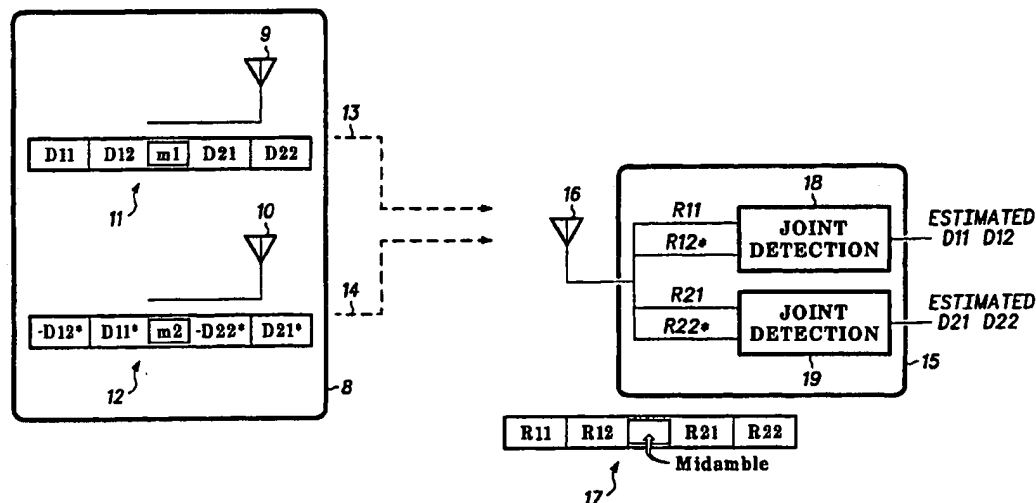 9
13
D11 D12 m1 D21 D22
11
10
14
-D12* D11* m2 -D22* D21*
12
8
16
18
R11
R12*
JOINT
DETECTION
ESTIMATED
D11 D12
R21
R22*
JOINT
DETECTION
ESTIMATED
D21 D22
19
15
R11 R12 R21 R22
Midamble
17